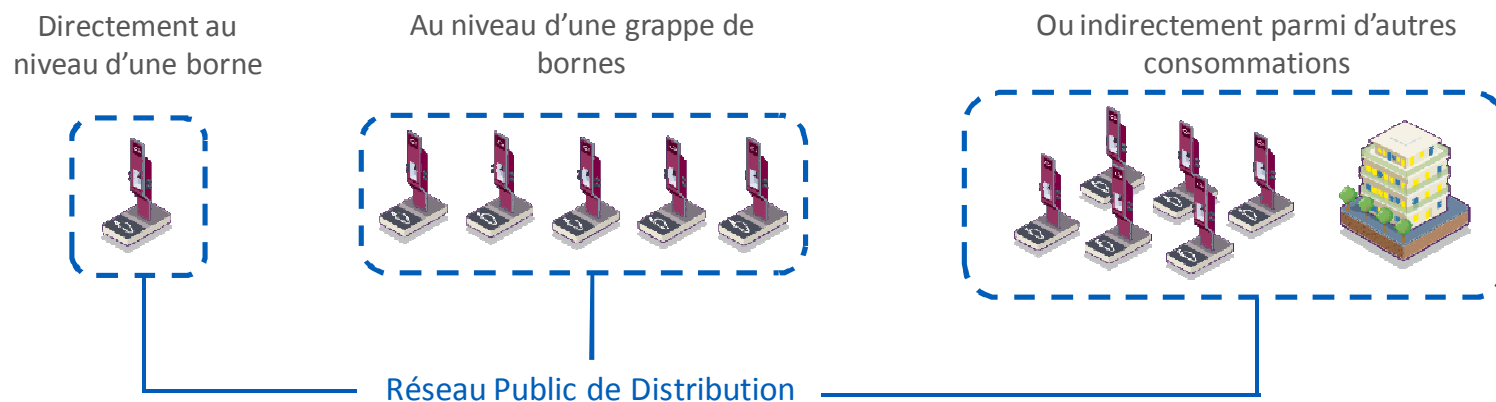 Directement au
niveau d’une borne
Au niveau d’une grappe de
bornes
Ou indirectement parmi d’autres
consommations
Réseau Public de Distribution